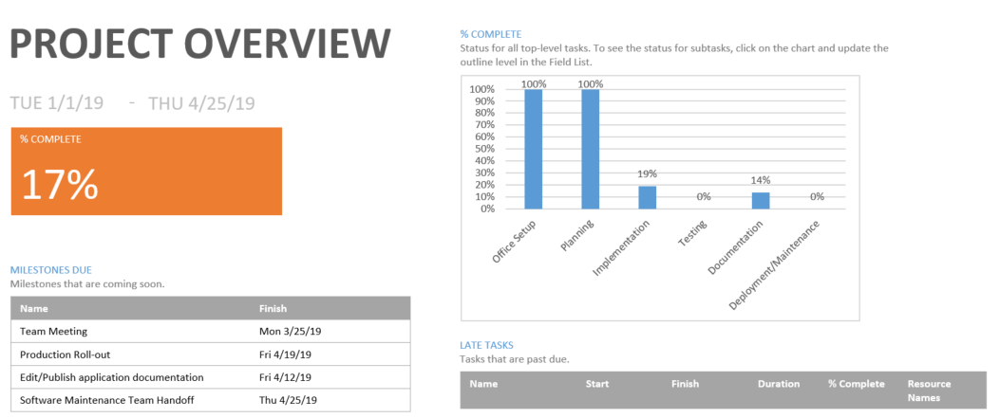 PROJECT OVERVIEW
TUE 1/1/19 - THU 4/25/19
% COMPLETE
17%
MILESTONES DUE
Milestones that are coming soon.
Name Finish
Team Meeting Mon 3/25/19
Production Roll-out Fri 4/19/19
Edit/Publish application documentation Fri 4/12/19
Software Maintenance Team Handoff Thu 4/25/19
% COMPLETE
Status for all top-level tasks. To see the status for subtasks, click on the chart and update the
outline level in the Field List.
100%
90%
80%
70%
60%
50%
40%
30%
20%
10%
0%
100% 100% 19% 0% 14% 0%
Office Setup
Planning
Implementation
Testing
Documentation
Deployment/Maintenance
LATE TASKS
Tasks that are past due.
Name Start Finish Duration % Complete Resource
Names